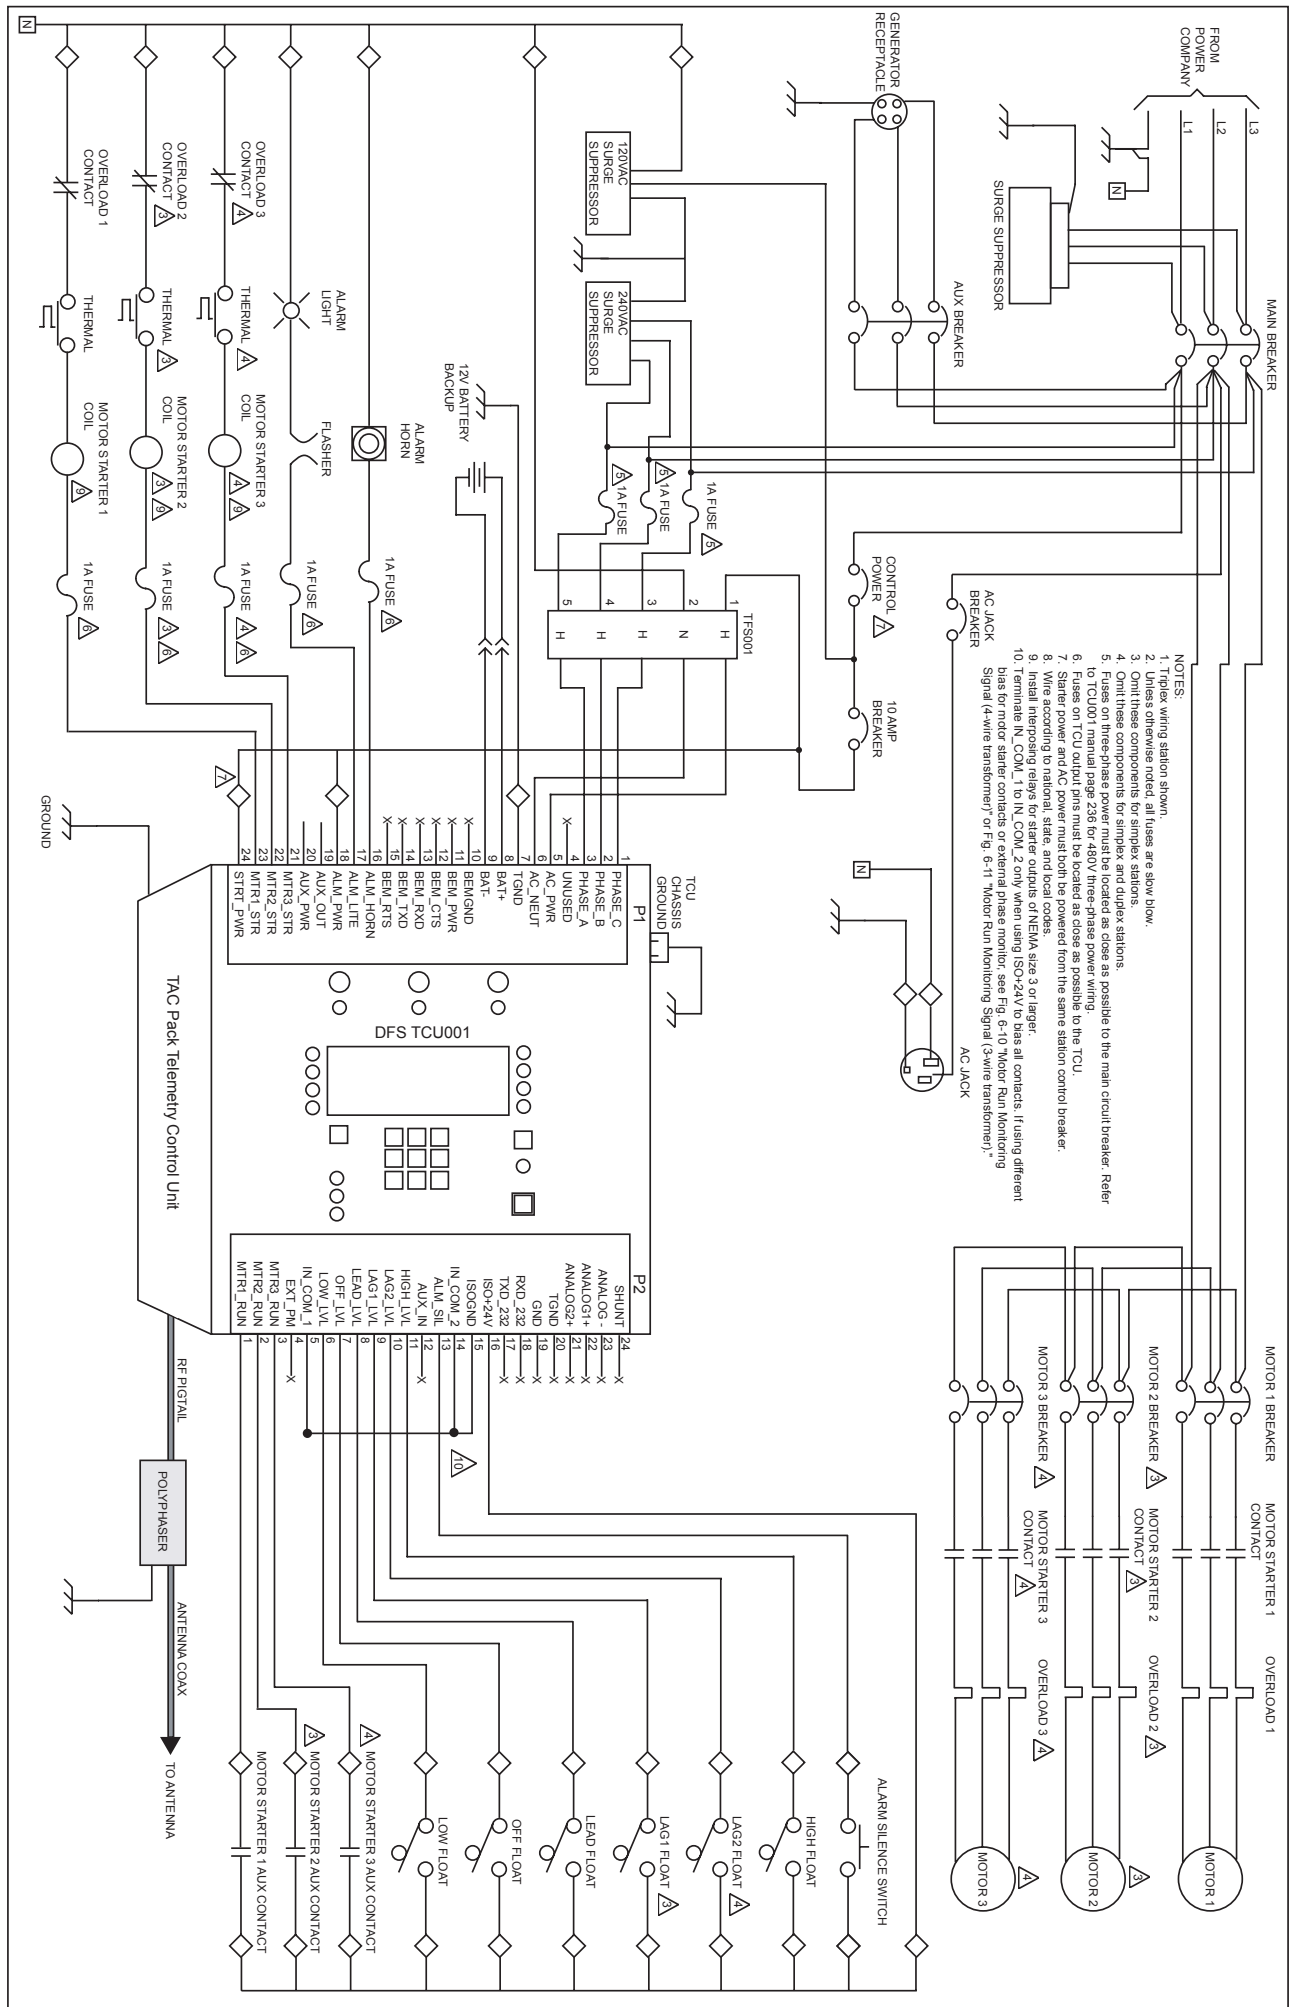 FROM
POWER
COMPANY
L3
L2
L1
N
SURGE SUPPRESSOR
MAIN BREAKER
GENERATOR
RECEPTACLE
AUX BREAKER
120VAC
SURGE
SUPPRESSOR
240VAC
SURGE
SUPPRESSOR
1A FUSE 5
1A FUSE
5
1A FUSE
5
CONTROL
POWER 7
10 AMP
BREAKER
AC JACK
BREAKER
AC JACK
N
NOTES:
1. Triplex wiring station shown.
2. Unless otherwise noted, all fuses are slow blow.
3. Omit these components for simplex stations.
4. Omit these components for simplex and duplex stations.
5. Fuses on three-phase power must be located as close as possible to the main circuit breaker. Refer
to TCU001 manual page 236 for 480V three-phase power wiring.
6. Fuses on TCU output pins must be located as close as possible to the TCU.
7. Starter power and AC power must both be powered from the same station control breaker.
8. Wire according to national, state, and local codes.
9. Install interposing relays for starter outputs of NEMA size 3 or larger.
10. Terminate IN_COM_1 to IN_COM_2 only when using ISO+24V to bias all contacts. If using different
bias for motor starter contacts or external phase monitor, see Fig. 6-10 "Motor Run Monitoring
Signal (4-wire transformer)" or Fig. 6-11 "Motor Run Monitoring Signal (3-wire transformer)."
MOTOR 1 BREAKER
MOTOR STARTER 1
CONTACT
OVERLOAD 1
MOTOR 1
MOTOR 2 BREAKER 3
MOTOR STARTER 2
CONTACT 3
OVERLOAD 2 3
MOTOR 2
3
MOTOR 3 BREAKER 4
MOTOR STARTER 3
CONTACT 4
OVERLOAD 3 4
MOTOR 3
4
TFS001
1 H
2 N
3 H
4 H
5 H
12V BATTERY
BACKUP
N
ALARM
HORN
1A FUSE 6
ALARM
LIGHT
FLASHER
1A FUSE 6
OVERLOAD 3
CONTACT 4
THERMAL 4
MOTOR STARTER 3
COIL 4 9
1A FUSE 4 6
OVERLOAD 2
CONTACT 3
THERMAL 3
MOTOR STARTER 2
COIL 3 9
1A FUSE 3 6
OVERLOAD 1
CONTACT
THERMAL
MOTOR STARTER 1
COIL 9
1A FUSE 6
7
GROUND
TCU
CHASSIS
GROUND
P1
1 PHASE_C
2 PHASE_B
3 PHASE_A
4 UNUSED
5 AC_PWR
6 AC_NEUT
7 TGND
8 BAT+
9 BAT-
10 BEMGND
11 BEM_PWR
12 BEM_CTS
13 BEM_RXD
14 BEM_TXD
15 BEM_RTS
16 ALM_HORN
17 ALM_LITE
18 ALM_PWR
19 AUX_OUT
20 AUX_PWR
21 MTR3_STR
22 MTR2_STR
23 MTR1_STR
24 STRT_PWR
DFS TCU001
TAC Pack Telemetry Control Unit
P2
SHUNT 24
ANALOG - 23
ANALOG1+ 22
ANALOG2+ 21
TGND 20
GND 19
RXD_232 18
TXD_232 17
ISO+24V 16
ISOGND 15
IN_COM_2 14
ALM_SIL 13
AUX_IN 12
HIGH_LVL 11
LAG2_LVL 10
LAG1_LVL 9
LEAD_LVL 8
OFF_LVL 7
LOW_LVL 6
IN_COM_1 5
EXT_PM 4
MTR3_RUN 3
MTR2_RUN 2
MTR1_RUN 1
10
RF PIGTAIL
POLYPHASER
ANTENNA COAX
TO ANTENNA
ALARM SILENCE SWITCH
HIGH FLOAT
LAG2 FLOAT 4
LAG1 FLOAT 3
LEAD FLOAT
OFF FLOAT
LOW FLOAT
4 MOTOR STARTER 3 AUX CONTACT
3 MOTOR STARTER 2 AUX CONTACT
MOTOR STARTER 1 AUX CONTACT